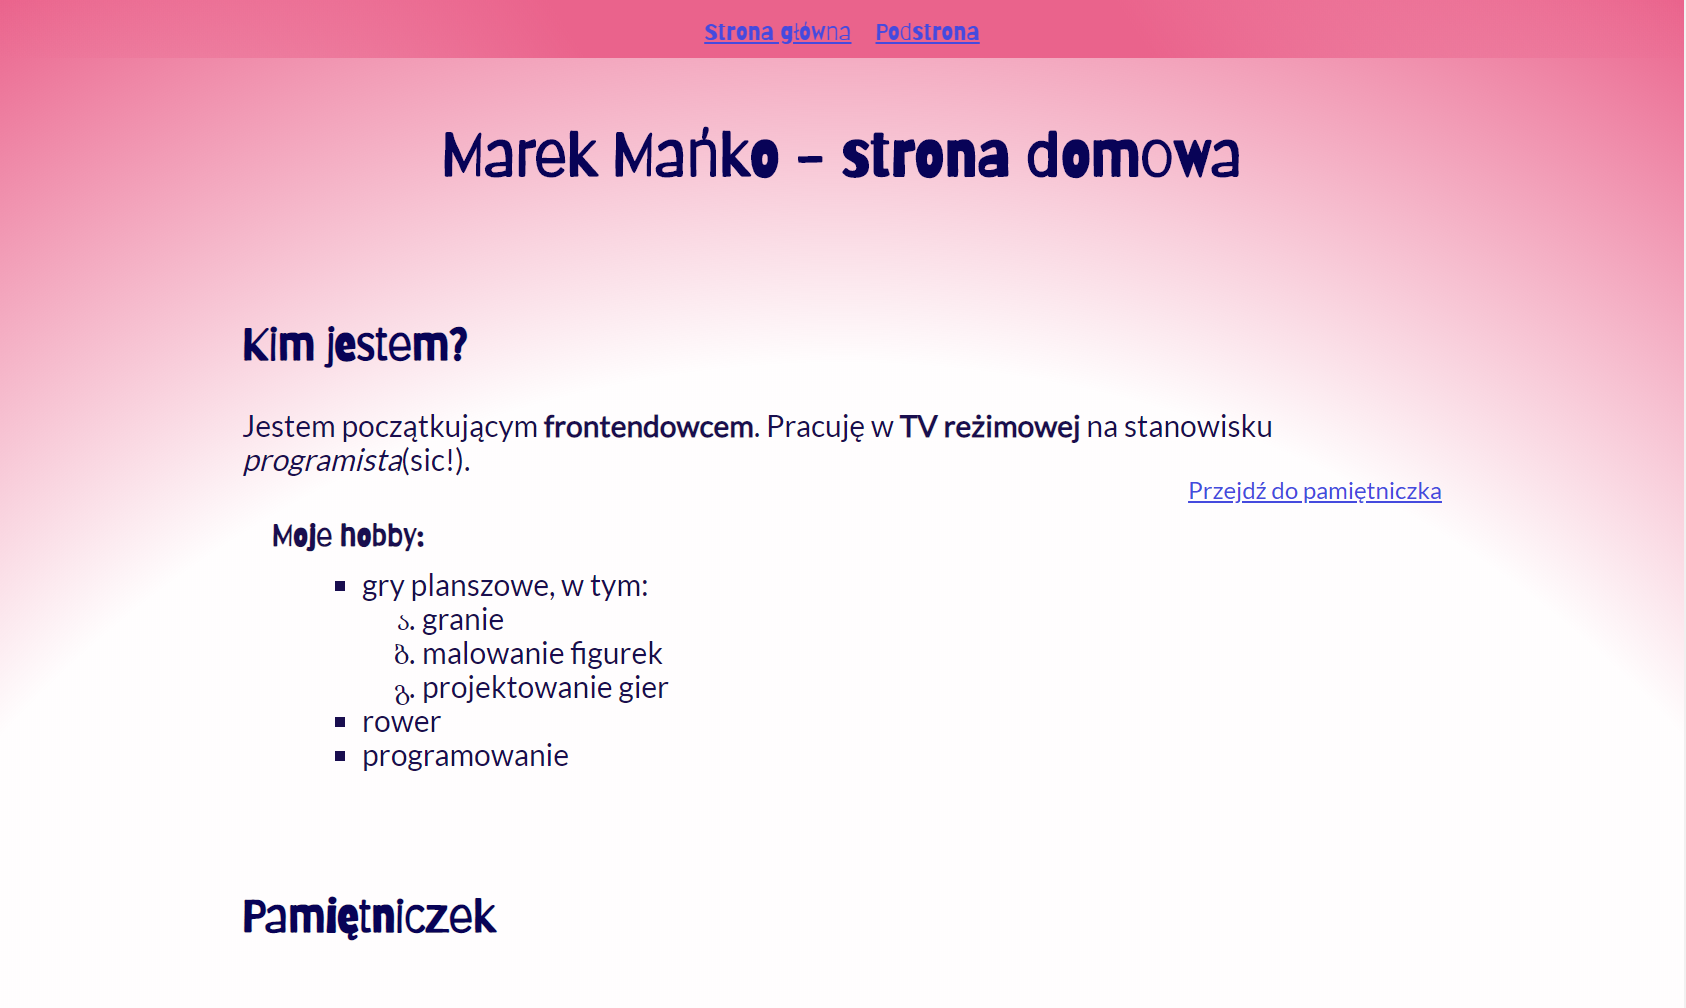 Strona główna Podstrona
Marek Mańko - strona domowa
Kim jestem?
Jestem początkującym frontendowcem. Pracuję w TV reżimowej na stanowisku
programista(sic!).
Przejdź do pamiętniczka
Moje hobby:
▪ gry planszowe, w tym:
ა. granie
ბ. malowanie figurek
გ. projektowanie gier
▪ rower
▪ programowanie
Pamiętniczek